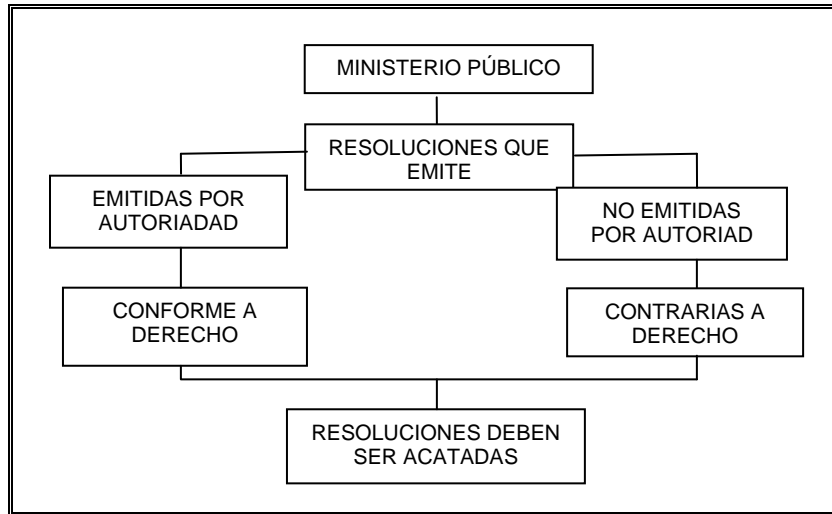 MINISTERIO PÚBLICO
RESOLUCIONES QUE
EMITE
EMITIDAS POR
AUTORIADAD
NO EMITIDAS
POR AUTORIAD
CONFORME A
DERECHO
CONTRARIAS A
DERECHO
RESOLUCIONES DEBEN
SER ACATADAS